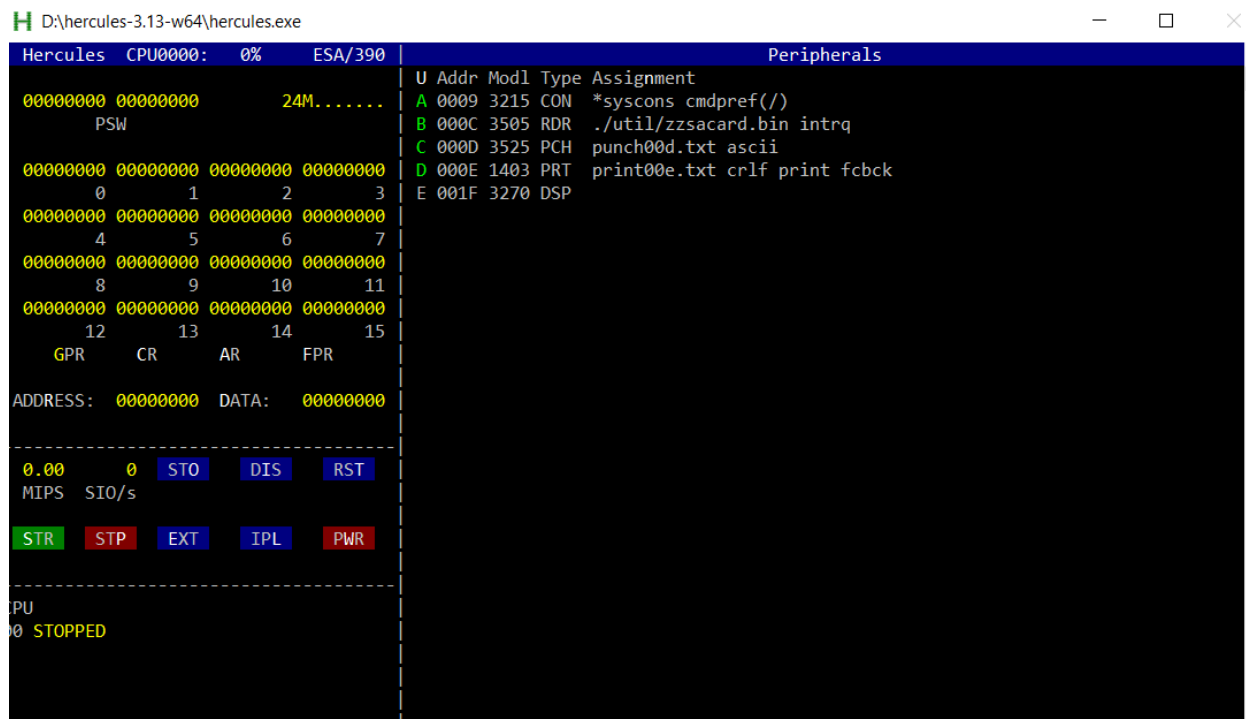 D:\hercules-3.13-w64\hercules.exe
Hercules CPU0000: 0% ESA/390 | Peripherals
| U Addr Modl Type Assignment
00000000 00000000 24M....... | A 0009 3215 CON *syscons cmdpref(/)
PSW | B 000C 3505 RDR ./util/zzsacard.bin intrq
| C 000D 3525 PCH punch00d.txt ascii
00000000 00000000 00000000 00000000 | D 000E 1403 PRT print00e.txt crlf print fcbck
0 1 2 3 | E 001F 3270 DSP
00000000 00000000 00000000 00000000 |
4 5 6 7 |
00000000 00000000 00000000 00000000 |
8 9 10 11 |
00000000 00000000 00000000 00000000 |
12 13 14 15 |
GPR CR AR FPR |
ADDRESS: 00000000 DATA: 00000000 |
-------------------------------------|
0.00 0 STO DIS RST |
MIPS SIO/s |
STR STP EXT IPL PWR |
-------------------------------------|
CPU |
00 STOPPED |